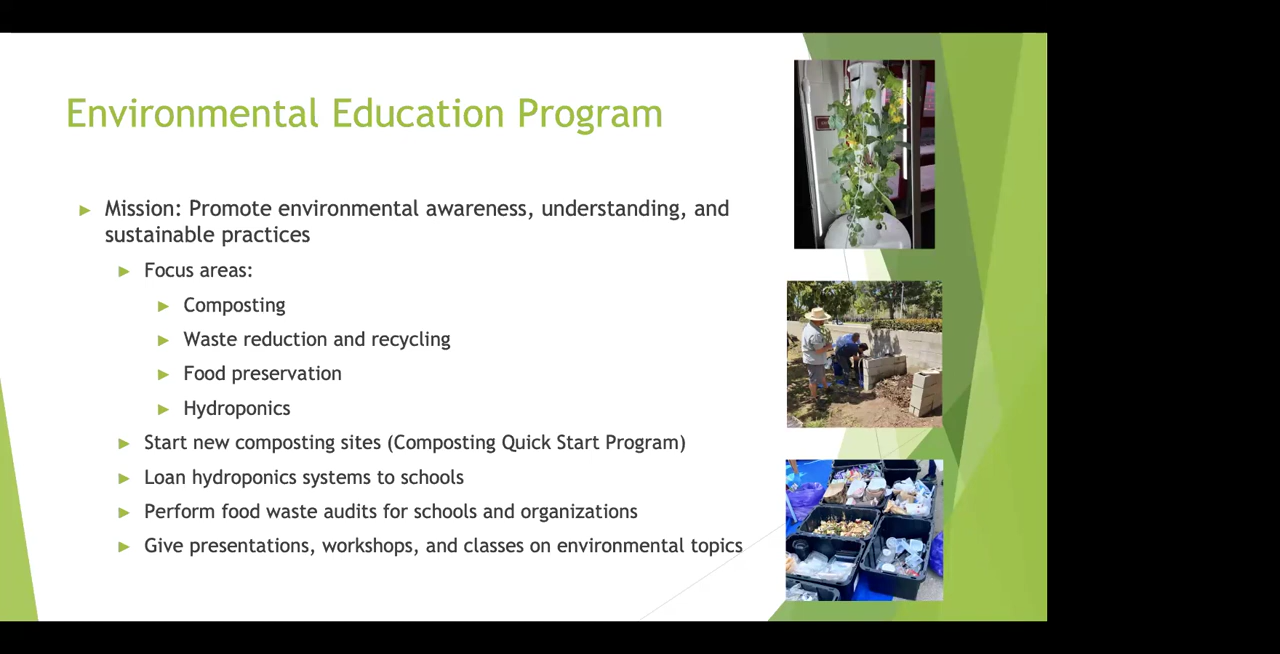 Environmental Education Program
Mission: Promote environmental awareness, understanding, and
sustainable practices
Focus areas:
Composting
Waste reduction and recycling
Food preservation
Hydroponics
Start new composting sites (Composting Quick Start Program)
Loan hydroponics systems to schools
Perform food waste audits for schools and organizations
Give presentations, workshops, and classes on environmental topics